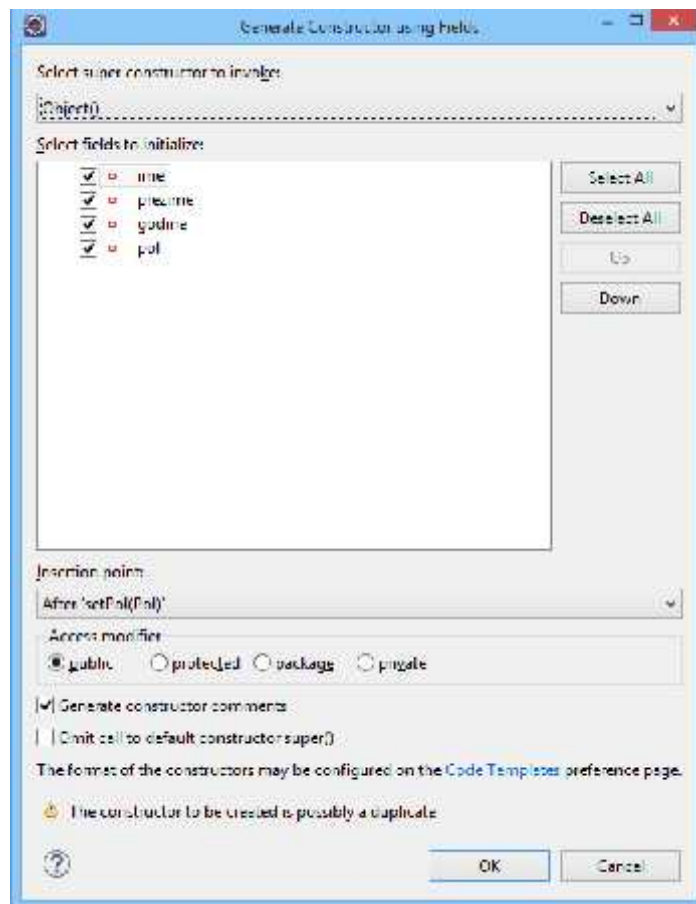 Generate Constructor using Fields
Select super constructor to invoke:
Object()
Select fields to initialize:
ime
prezime
godine
pol
Select All
Deselect All
Up
Down
Insertion point:
After 'setPol(Pol)'
Access modifier
public protected package private
Generate constructor comments
Omit call to default constructor super()
The format of the constructors may be configured on the Code Templates preference page.
The constructor to be created is possibly a duplicate
OK Cancel